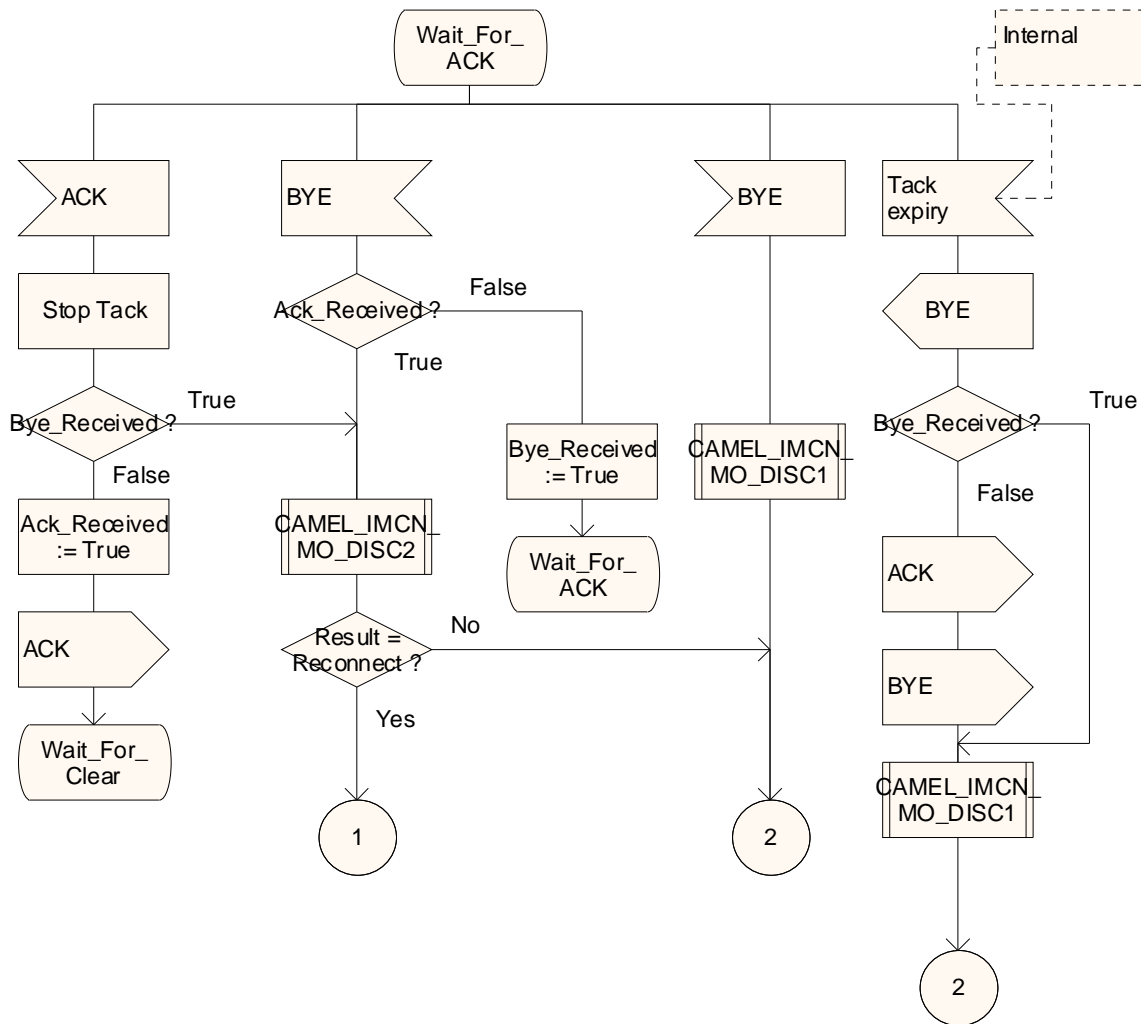 Wait_For_
ACK
Internal
ACK
BYE
BYE
Tack
expiry
Stop Tack
Ack_Received ?
False
True
BYE
Bye_Received ?
True
False
Bye_Received
:= True
CAMEL_IMCN_
MO_DISC1
Bye_Received ?
True
False
Ack_Received
:= True
CAMEL_IMCN_
MO_DISC2
Wait_For_
ACK
ACK
ACK
Result =
Reconnect ?
No
Yes
BYE
Wait_For_
Clear
CAMEL_IMCN_
MO_DISC1
1
2
2